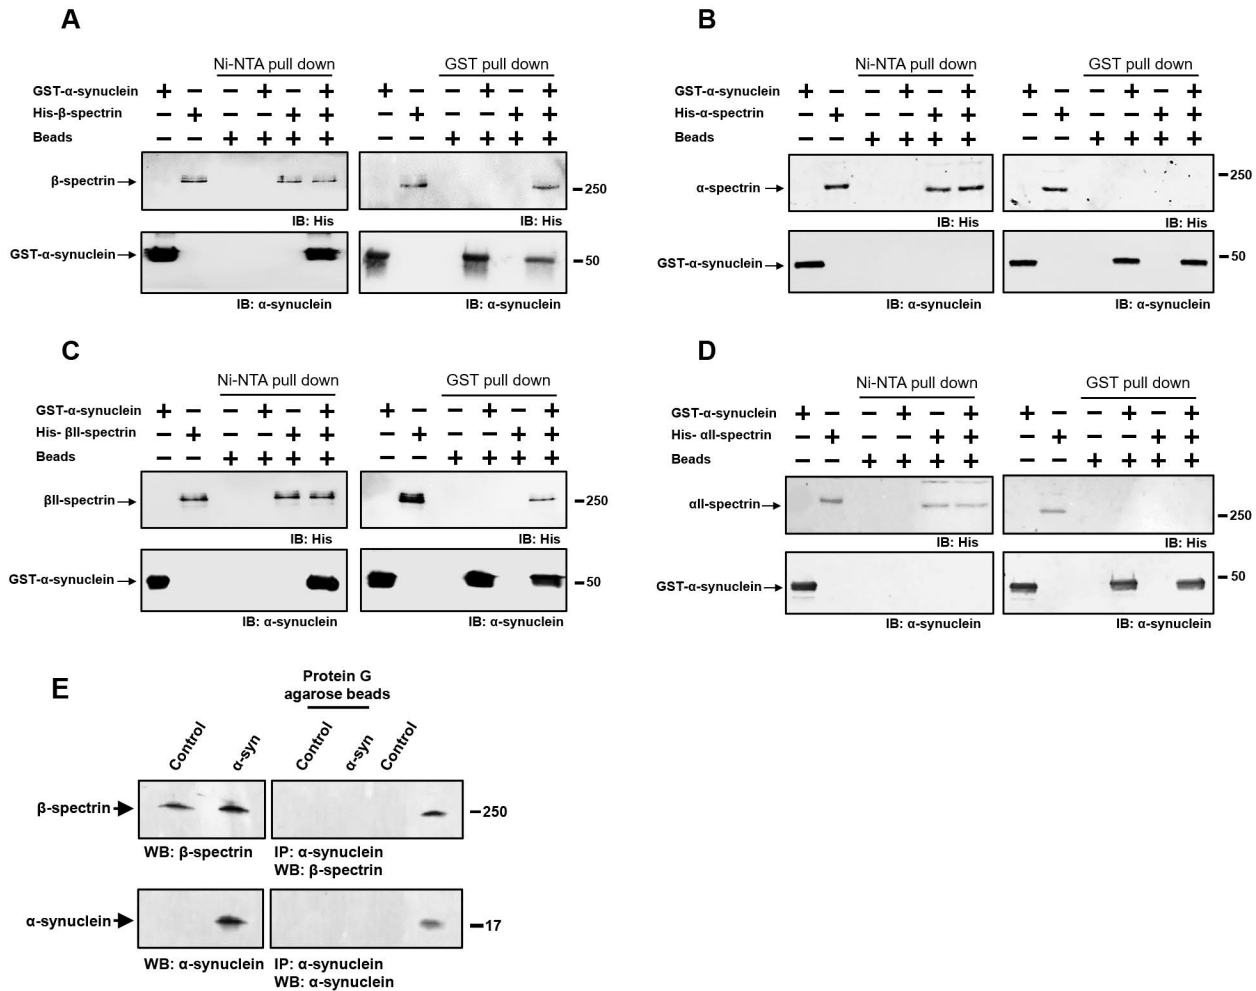 A
Ni-NTA pull down GST pull down
GST-α-synuclein + − − + − + + − − + − +
His-β-spectrin − + − − + + − + − − + +
Beads − − + + + + − − + + + +
β-spectrin
250
IB: His IB: His
GST-α-synuclein
50
IB: α-synuclein IB: α-synuclein
B
Ni-NTA pull down GST pull down
GST-α-synuclein + − − + − + + − − + − +
His-α-spectrin − + − − + + − + − − + +
Beads − − + + + + − − + + + +
α-spectrin
250
IB: His IB: His
GST-α-synuclein
50
IB: α-synuclein IB: α-synuclein
C
Ni-NTA pull down GST pull down
GST-α-synuclein + − − + − + + − − + − +
His- βII-spectrin − + − − + + − + − − + +
Beads − − + + + + − − + + + +
βII-spectrin
250
IB: His IB: His
GST-α-synuclein
50
IB: α-synuclein IB: α-synuclein
D
Ni-NTA pull down GST pull down
GST-α-synuclein + − − + − + + − − + − +
His- αII-spectrin − + − − + + − + − − + +
Beads − − + + + + − − + + + +
αII-spectrin
250
IB: His IB: His
GST-α-synuclein
50
IB: α-synuclein IB: α-synuclein
E
Protein G
agarose beads
Control α-syn Control α-syn Control
β-spectrin
250
WB: β-spectrin IP: α-synuclein
WB: β-spectrin
α-synuclein
17
WB: α-synuclein IP: α-synuclein
WB: α-synuclein